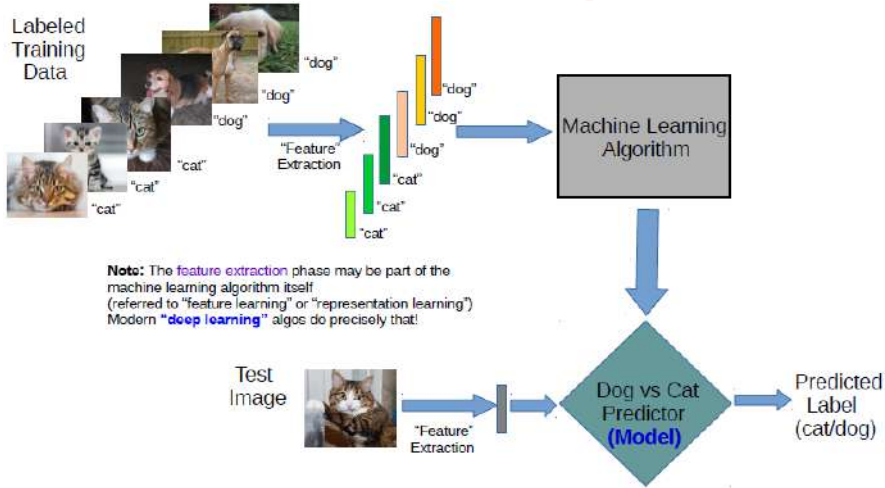 Labeled
Training
Data
"dog"
"dog"
"dog"
"cat"
"cat"
"cat"
"Feature"
Extraction
"dog"
"dog"
"dog"
"cat"
"cat"
"cat"
Machine Learning
Algorithm
Note: The feature extraction phase may be part of the
machine learning algorithm itself
(referred to "feature learning" or "representation learning")
Modern "deep learning" algos do precisely that!
Test
Image
"Feature"
Extraction
Dog vs Cat
Predictor
(Model)
Predicted
Label
(cat/dog)